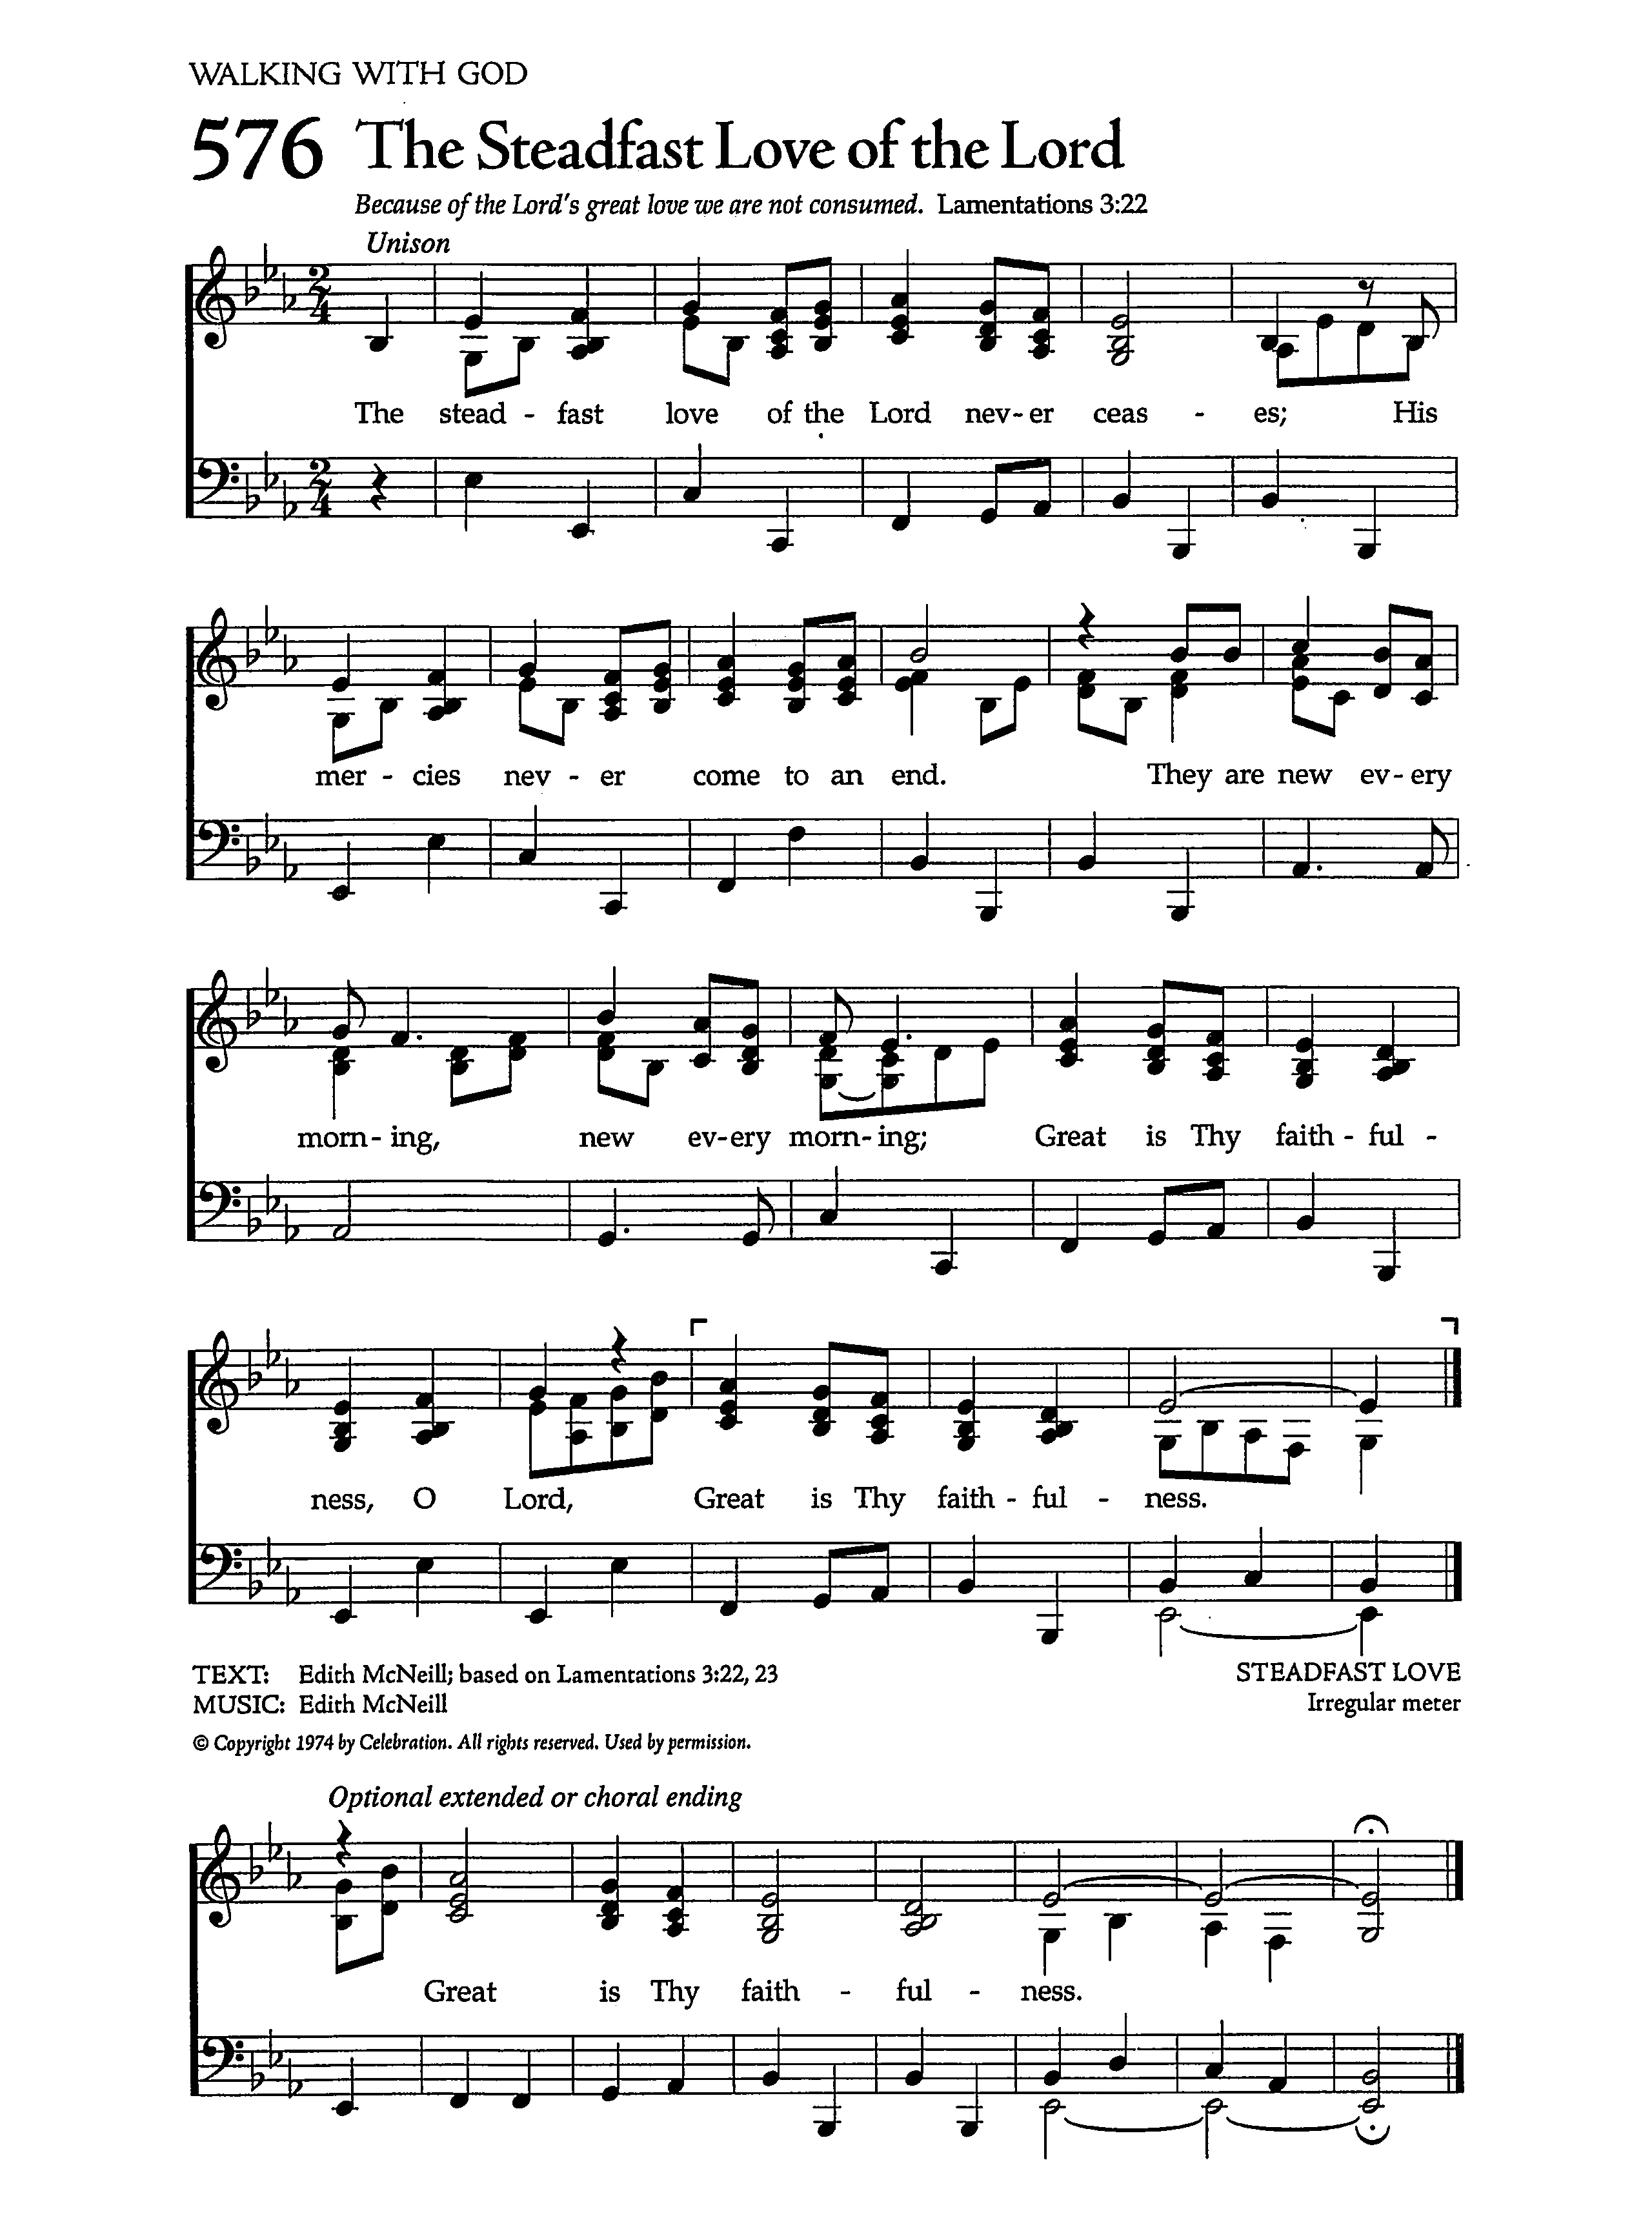 WALKING WITH GOD
576 The Steadfast Love of the Lord
Because of the Lord's great love we are not consumed. Lamentations 3:22
Unison
The stead - fast love of the Lord nev - er ceas - es; His
mer - cies nev - er come to an end. They are new ev - ery
morn - ing, new ev - ery morn - ing; Great is Thy faith - ful -
ness, O Lord, Great is Thy faith - ful - ness.
TEXT: Edith McNeill; based on Lamentations 3:22, 23
STEADFAST LOVE
MUSIC: Edith McNeill
Irregular meter
© Copyright 1974 by Celebration. All rights reserved. Used by permission.
Optional extended or choral ending
Great is Thy faith - ful - ness.